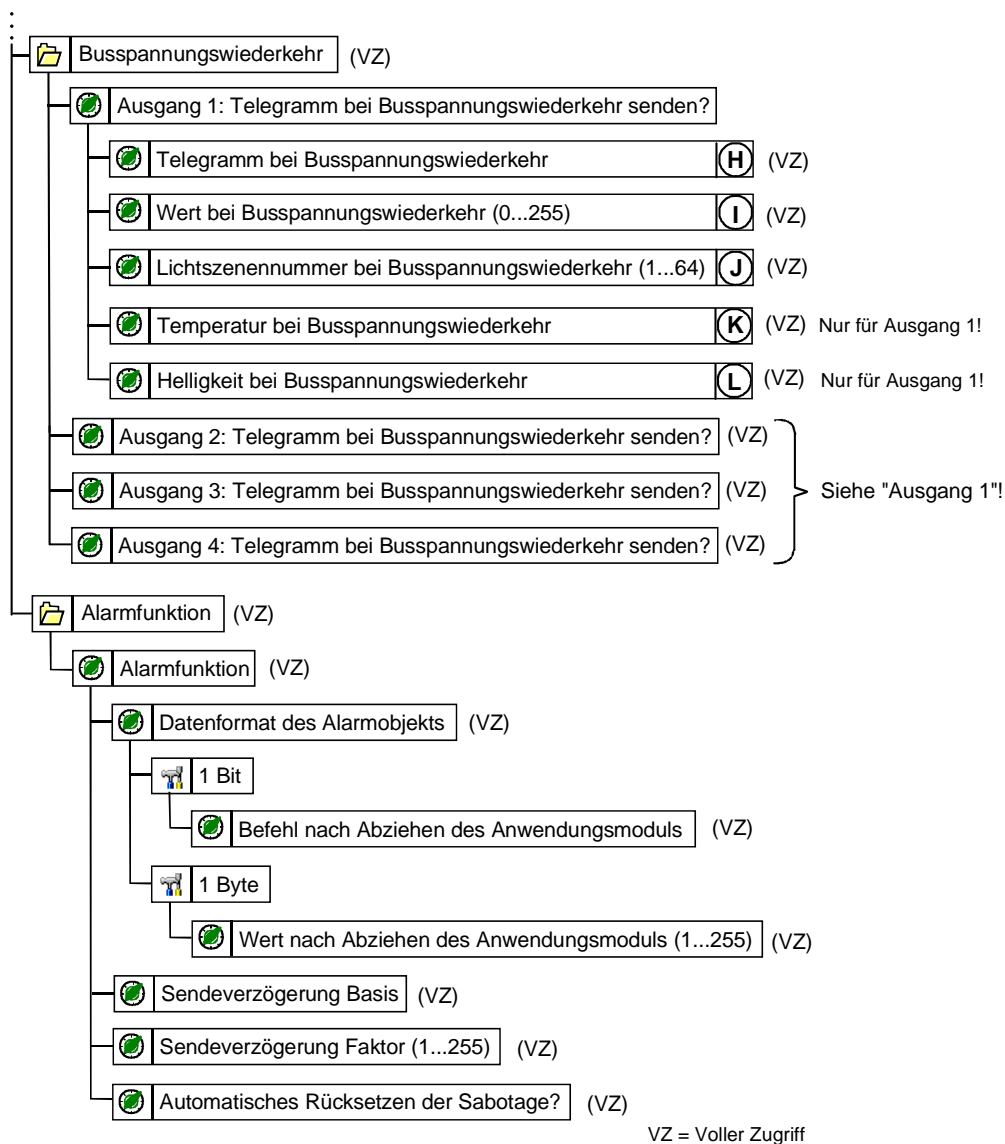 Busspannungswiederkehr (VZ)
Ausgang 1: Telegramm bei Busspannungswiederkehr senden?
Telegramm bei Busspannungswiederkehr H (VZ)
Wert bei Busspannungswiederkehr (0...255) I (VZ)
Lichtszenennummer bei Busspannungswiederkehr (1...64) J (VZ)
Temperatur bei Busspannungswiederkehr K (VZ) Nur für Ausgang 1!
Helligkeit bei Busspannungswiederkehr L (VZ) Nur für Ausgang 1!
Ausgang 2: Telegramm bei Busspannungswiederkehr senden? (VZ)
Ausgang 3: Telegramm bei Busspannungswiederkehr senden? (VZ) Siehe "Ausgang 1"!
Ausgang 4: Telegramm bei Busspannungswiederkehr senden? (VZ)
Alarmfunktion (VZ)
Alarmfunktion (VZ)
Datenformat des Alarmobjekts (VZ)
1 Bit
Befehl nach Abziehen des Anwendungsmoduls (VZ)
1 Byte
Wert nach Abziehen des Anwendungsmoduls (1...255) (VZ)
Sendeverzögerung Basis (VZ)
Sendeverzögerung Faktor (1...255) (VZ)
Automatisches Rücksetzen der Sabotage? (VZ)
VZ = Voller Zugriff